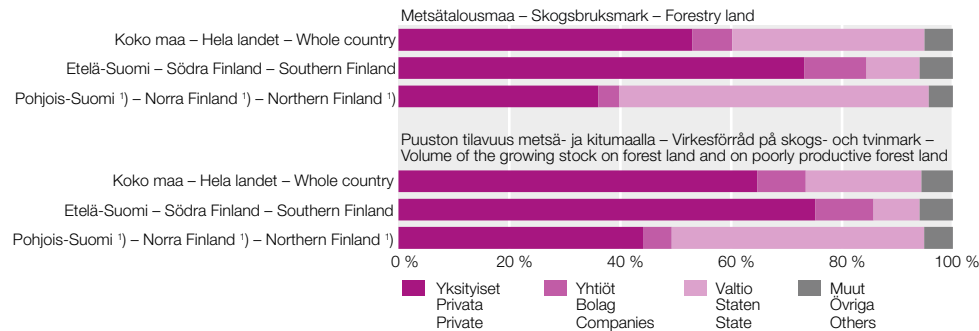 Metsätalousmaa – Skogsbruksmark – Forestry land
Koko maa – Hela landet – Whole country
Etelä-Suomi – Södra Finland – Southern Finland
Pohjois-Suomi ¹) – Norra Finland ¹) – Northern Finland ¹)
Puuston tilavuus metsä- ja kitumaalla – Virkesförråd på skogs- och tvinmark –
Volume of the growing stock on forest land and on poorly productive forest land
Koko maa – Hela landet – Whole country
Etelä-Suomi – Södra Finland – Southern Finland
Pohjois-Suomi ¹) – Norra Finland ¹) – Northern Finland ¹)
0 % 20 % 40 % 60 % 80 % 100 %
Yksityiset Yhtiöt Valtio Muut
Privata Bolag Staten Övriga
Private Companies State Others